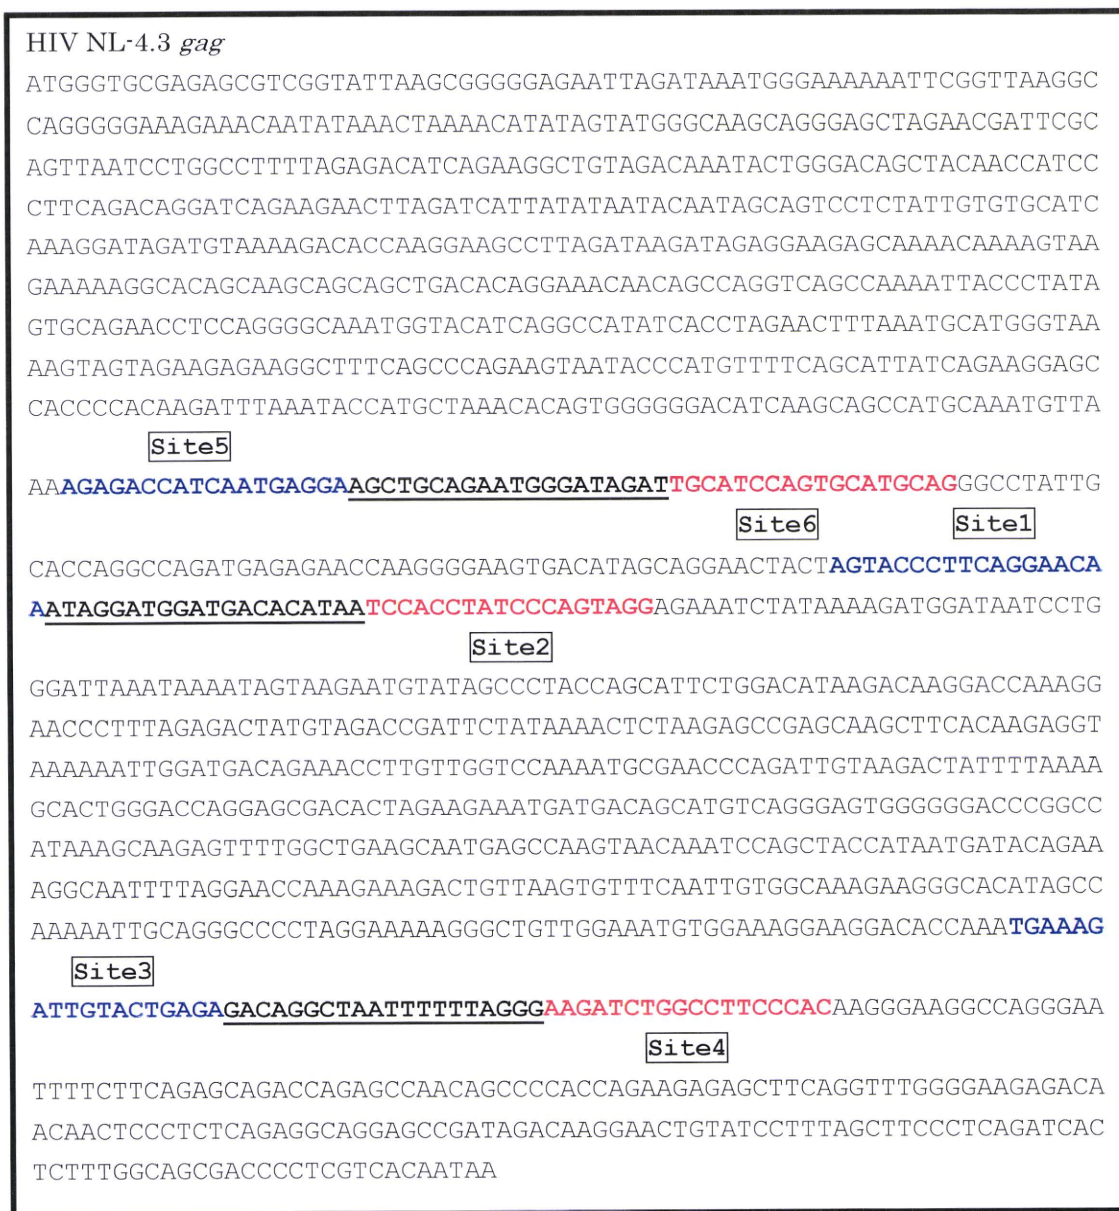 HIV NL-4.3 gag
ATGGGTGCGAGAGCGTCGGTATTAAGCGGGGGAGAATTAGATAAATGGGAAAAAATTCGGTTAAGGC
CAGGGGGAAAGAAACAATATAAACTAAAACATATAGTATGGGCAAGCAGGGAGCTAGAACGATTCGC
AGTTAATCCTGGCCTTTTAGAGACATCAGAAGGCTGTAGACAAATACTGGGACAGCTACAACCATCC
CTTCAGACAGGATCAGAAGAACTTAGATCATTATATAATACAATAGCAGTCCTCTATTGTGTGCATC
AAAGGATAGATGTAAAAGACACCAAGGAAGCCTTAGATAAGATAGAGGAAGAGCAAAACAAAAGTAA
GAAAAAGGCACAGCAAGCAGCAGCTGACACAGGAAACAACAGCCAGGTCAGCCAAAATTACCCTATA
GTGCAGAACCTCCAGGGGCAAATGGTACATCAGGCCATATCACCTAGAACTTTAAATGCATGGGTAA
AAGTAGTAGAAGAGAAGGCTTTCAGCCCAGAAGTAATACCCATGTTTTCAGCATTATCAGAAGGAGC
CACCCCACAAGATTTAAATACCATGCTAAACACAGTGGGGGGACATCAAGCAGCCATGCAAATGTTA
Site5
AAAGAGACCATCAATGAGGAAGCTGCAGAATGGGATAGATTGCATCCAGTGCATGCAGGGCCTATTG
Site6 Site1
CACCAGGCCAGATGAGAGAACCAAGGGGAAGTGACATAGCAGGAACTACTAGTACCCTTCAGGAACA
AATAGGATGGATGACACATAATCCACCTATCCCAGTAGGAGAAATCTATAAAAGATGGATAATCCTG
Site2
GGATTAAATAAAATAGTAAGAATGTATAGCCCTACCAGCATTCTGGACATAAGACAAGGACCAAAGG
AACCCTTTAGAGACTATGTAGACCGATTCTATAAAACTCTAAGAGCCGAGCAAGCTTCACAAGAGGT
AAAAAATTGGATGACAGAAACCTTGTTGGTCCAAAATGCGAACCCAGATTGTAAGACTATTTTAAAA
GCACTGGGACCAGGAGCGACACTAGAAGAAATGATGACAGCATGTCAGGGAGTGGGGGGACCCGGCC
ATAAAGCAAGAGTTTTGGCTGAAGCAATGAGCCAAGTAACAAATCCAGCTACCATAATGATACAGAA
AGGCAATTTTAGGAACCAAAGAAAGACTGTTAAGTGTTTCAATTGTGGCAAAGAAGGGCACATAGCC
AAAAATTGCAGGGCCCCTAGGAAAAAGGGCTGTTGGAAATGTGGAAAGGAAGGACACCAAATGAAAG
Site3
ATTGTACTGAGAGACAGGCTAATTTTTTAGGGAAGATCTGGCCTTCCCACAAGGGAAGGCCAGGGAA
Site4
TTTTCTTCAGAGCAGACCAGAGCCAACAGCCCCACCAGAAGAGAGCTTCAGGTTTGGGGAAGAGACA
ACAACTCCCTCTCAGAGGCAGGAGCCGATAGACAAGGAACTGTATCCTTTAGCTTCCCTCAGATCAC
TCTTTGGCAGCGACCCCTCGTCACAATAA